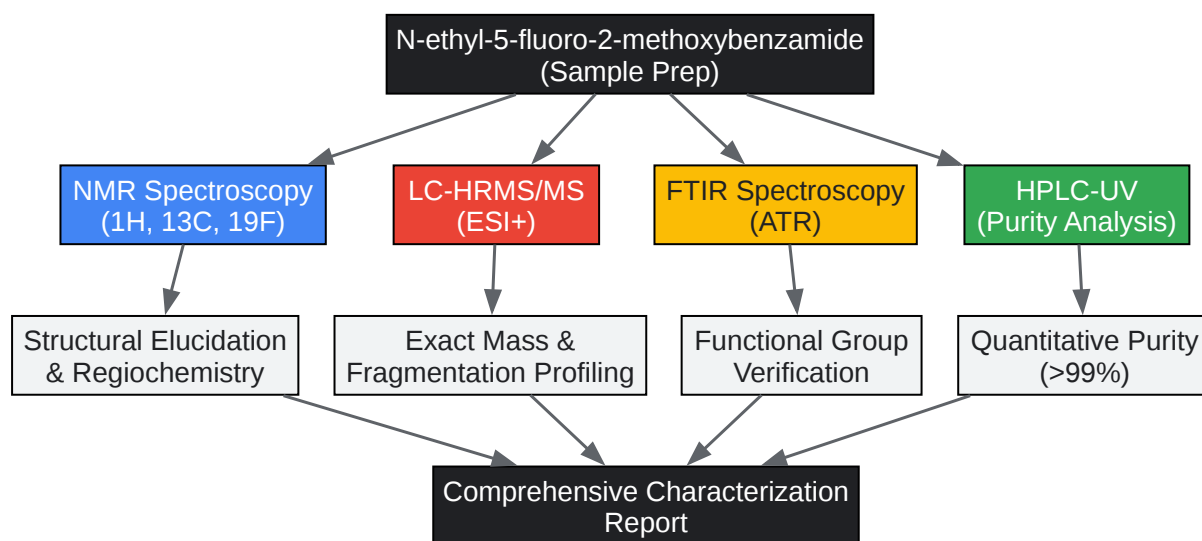 N-ethyl-5-fluoro-2-methoxybenzamide
(Sample Prep)
NMR Spectroscopy
(1H, 13C, 19F)
LC-HRMS/MS
(ESI+)
FTIR Spectroscopy
(ATR)
HPLC-UV
(Purity Analysis)
Structural Elucidation
& Regiochemistry
Exact Mass &
Fragmentation Profiling
Functional Group
Verification
Quantitative Purity
(>99%)
Comprehensive Characterization
Report